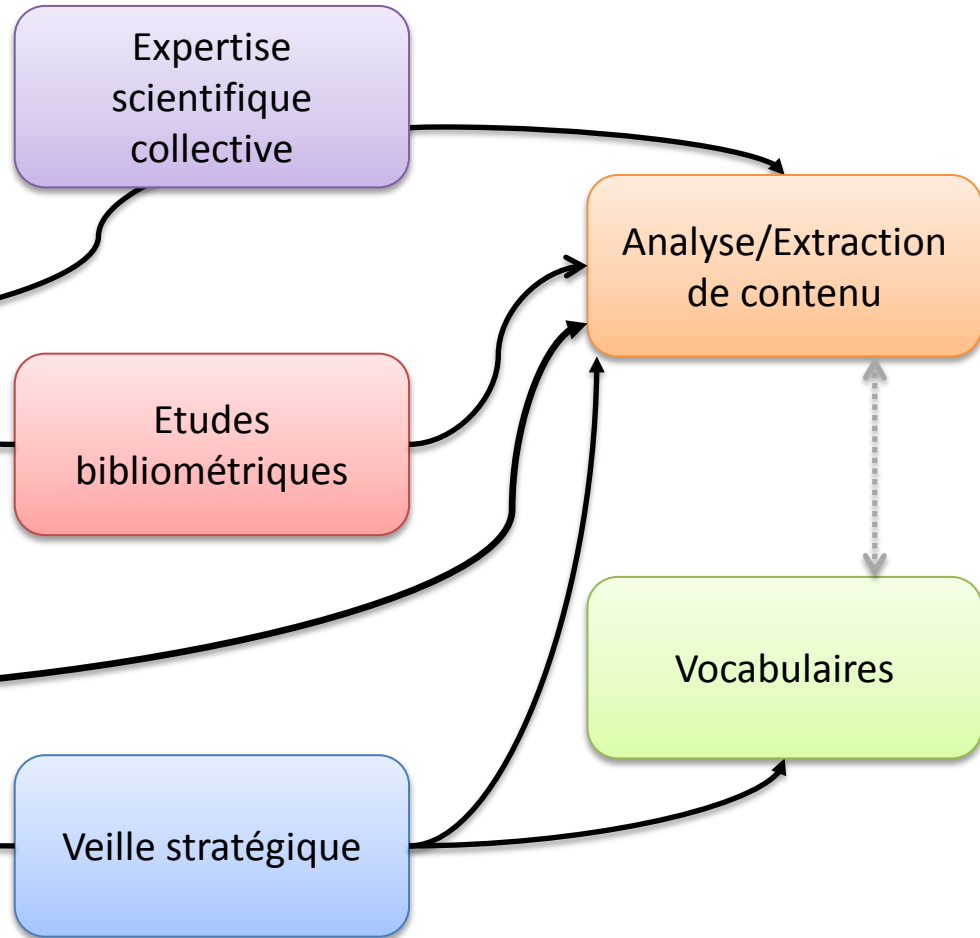 Expertise
scientifique
collective
Analyse/Extraction
de contenu
Etudes
bibliométriques
Vocabulaires
Veille stratégique